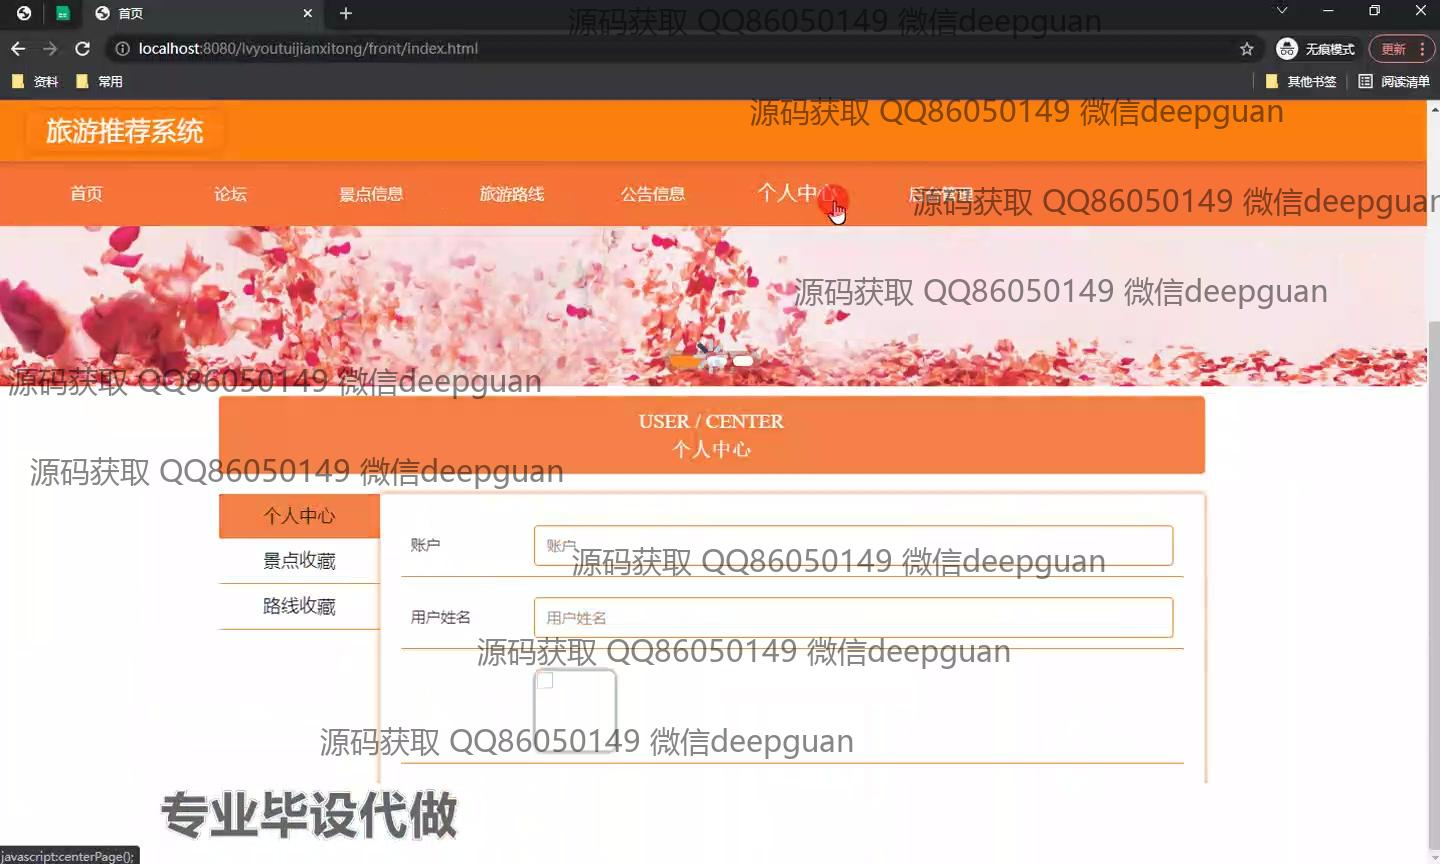 首页
源码获取 QQ86050149 微信deepguan
localhost:8080/lvyoutuijianxitong/front/index.html
无痕模式
更新
资料
常用
其他书签
阅读清单
旅游推荐系统
源码获取 QQ86050149 微信deepguan
首页
论坛
景点信息
旅游路线
公告信息
个人中心
后台管理
源码获取 QQ86050149 微信deepguan
源码获取 QQ86050149 微信deepguan
源码获取 QQ86050149 微信deepguan
USER / CENTER
个人中心
源码获取 QQ86050149 微信deepguan
个人中心
景点收藏
路线收藏
账户
账户
源码获取 QQ86050149 微信deepguan
用户姓名
用户姓名
源码获取 QQ86050149 微信deepguan
源码获取 QQ86050149 微信deepguan
专业毕设代做
javascript:centerPage();